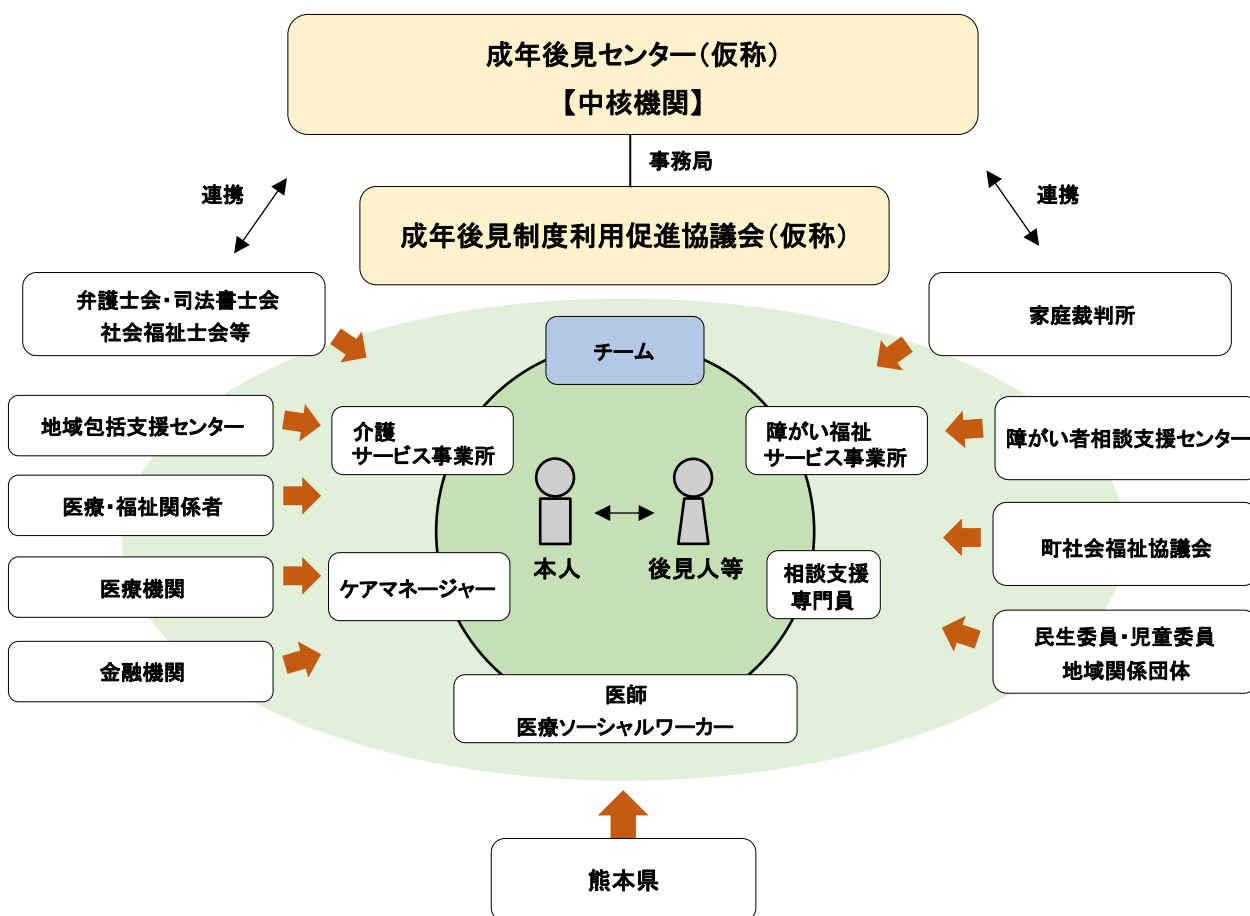 成年後見センター（仮称）
【中核機関】
事務局
連携
連携
成年後見制度利用促進協議会（仮称）
弁護士会・司法書士会
社会福祉士会等
家庭裁判所
チーム
地域包括支援センター
介護
サービス事業所
障がい福祉
サービス事業所
障がい者相談支援センター
医療・福祉関係者
町社会福祉協議会
本人
後見人等
医療機関
ケアマネージャー
相談支援
専門員
民生委員・児童委員
地域関係団体
金融機関
医師
医療ソーシャルワーカー
熊本県